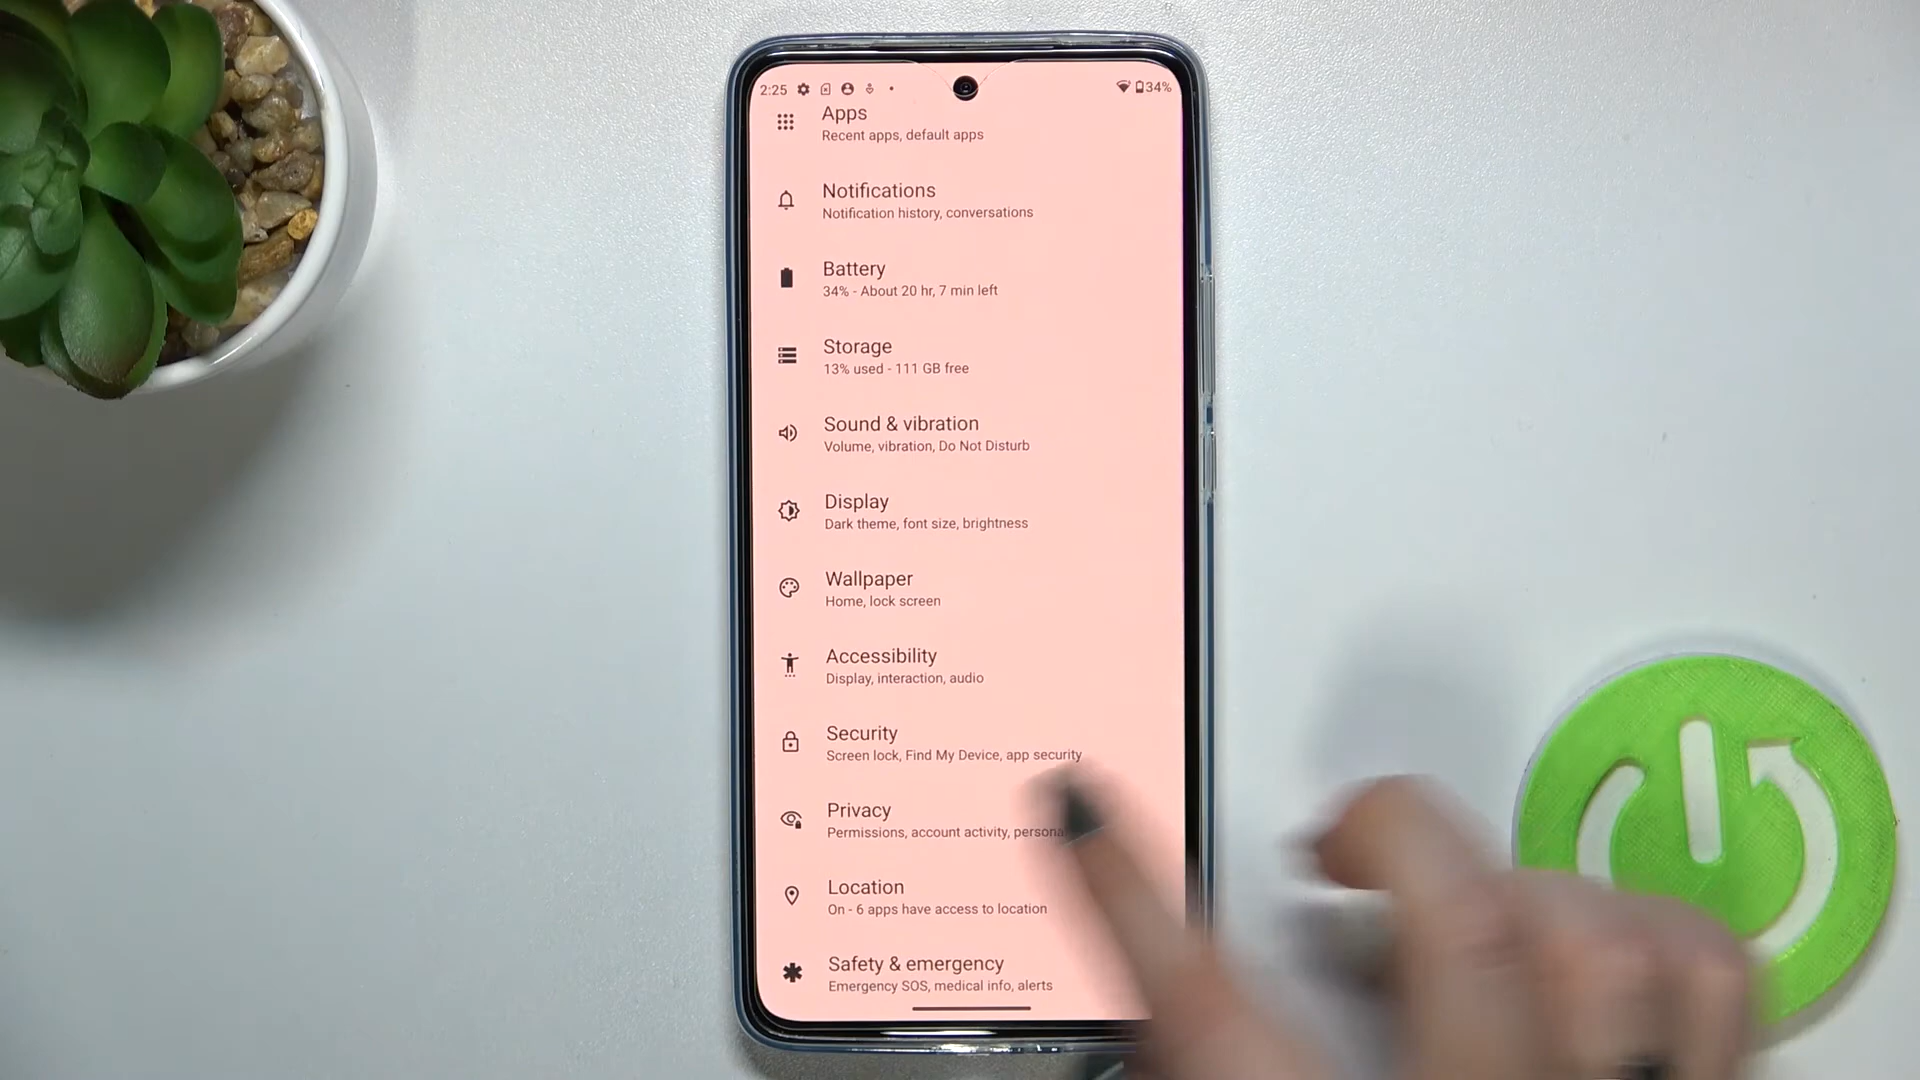 2:25
34%
Apps
Recent apps, default apps
Notifications
Notification history, conversations
Battery
34% - About 20 hr, 7 min left
Storage
13% used - 111 GB free
Sound & vibration
Volume, vibration, Do Not Disturb
Display
Dark theme, font size, brightness
Wallpaper
Home, lock screen
Accessibility
Display, interaction, audio
Security
Screen lock, Find My Device, app security
Privacy
Permissions, account activity,
Location
On - 6 apps have access to location
Safety & emergency
Emergency SOS, medical info, alerts